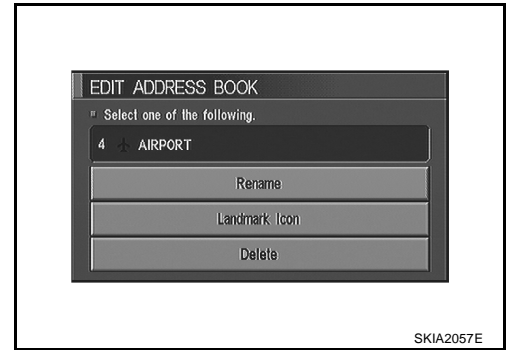 EDIT ADDRESS BOOK
Select one of the following.
4 AIRPORT
Rename
Landmark Icon
Delete
SKIA2057E